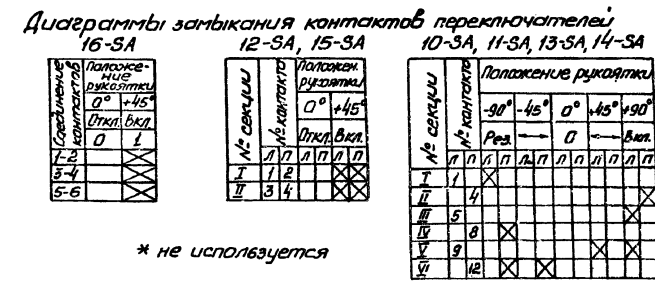 Диаграммы замыкания контактов переключателей
16-SA 12-SA, 15-SA 10-SA, 11-SA, 13-SA, 14-SA
Соединение контактов
Положение рукоятки
0° +45°
Откл. Вкл.
0 1
1-2
3-4
5-6
№ секции
№ контакта
Положен. рукоятки
0° +45°
Откл. Вкл.
Л П Л П Л П
I 1 2
II 3 4
№ секции
№ контакта
Положение рукоятки
-90° -45° 0° +45° +90°
Рез. ←→ 0 ←→ Вкл.
Л П Л П Л П Л П Л П Л П
I 1
II 4
III 5
IV 8
V 9
VI 12
* не используется